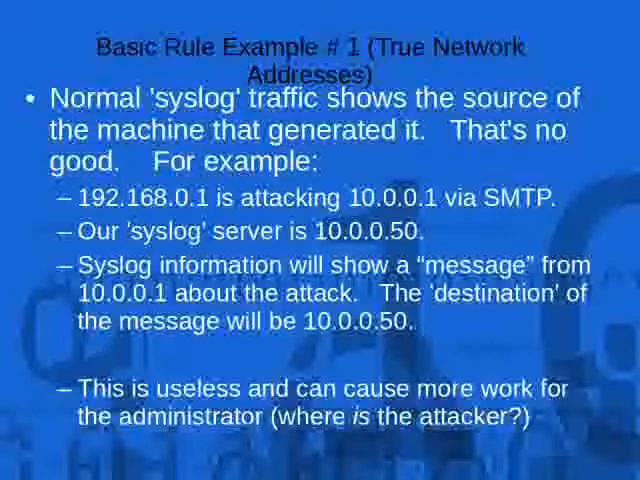 Basic Rule Example # 1 (True Network
Addresses)
• Normal 'syslog' traffic shows the source of
the machine that generated it.   That's no
good.    For example:
– 192.168.0.1 is attacking 10.0.0.1 via SMTP.
– Our 'syslog' server is 10.0.0.50.
– Syslog information will show a “message” from
10.0.0.1 about the attack.   The 'destination' of
the message will be 10.0.0.50.
– This is useless and can cause more work for
the administrator (where is the attacker?)